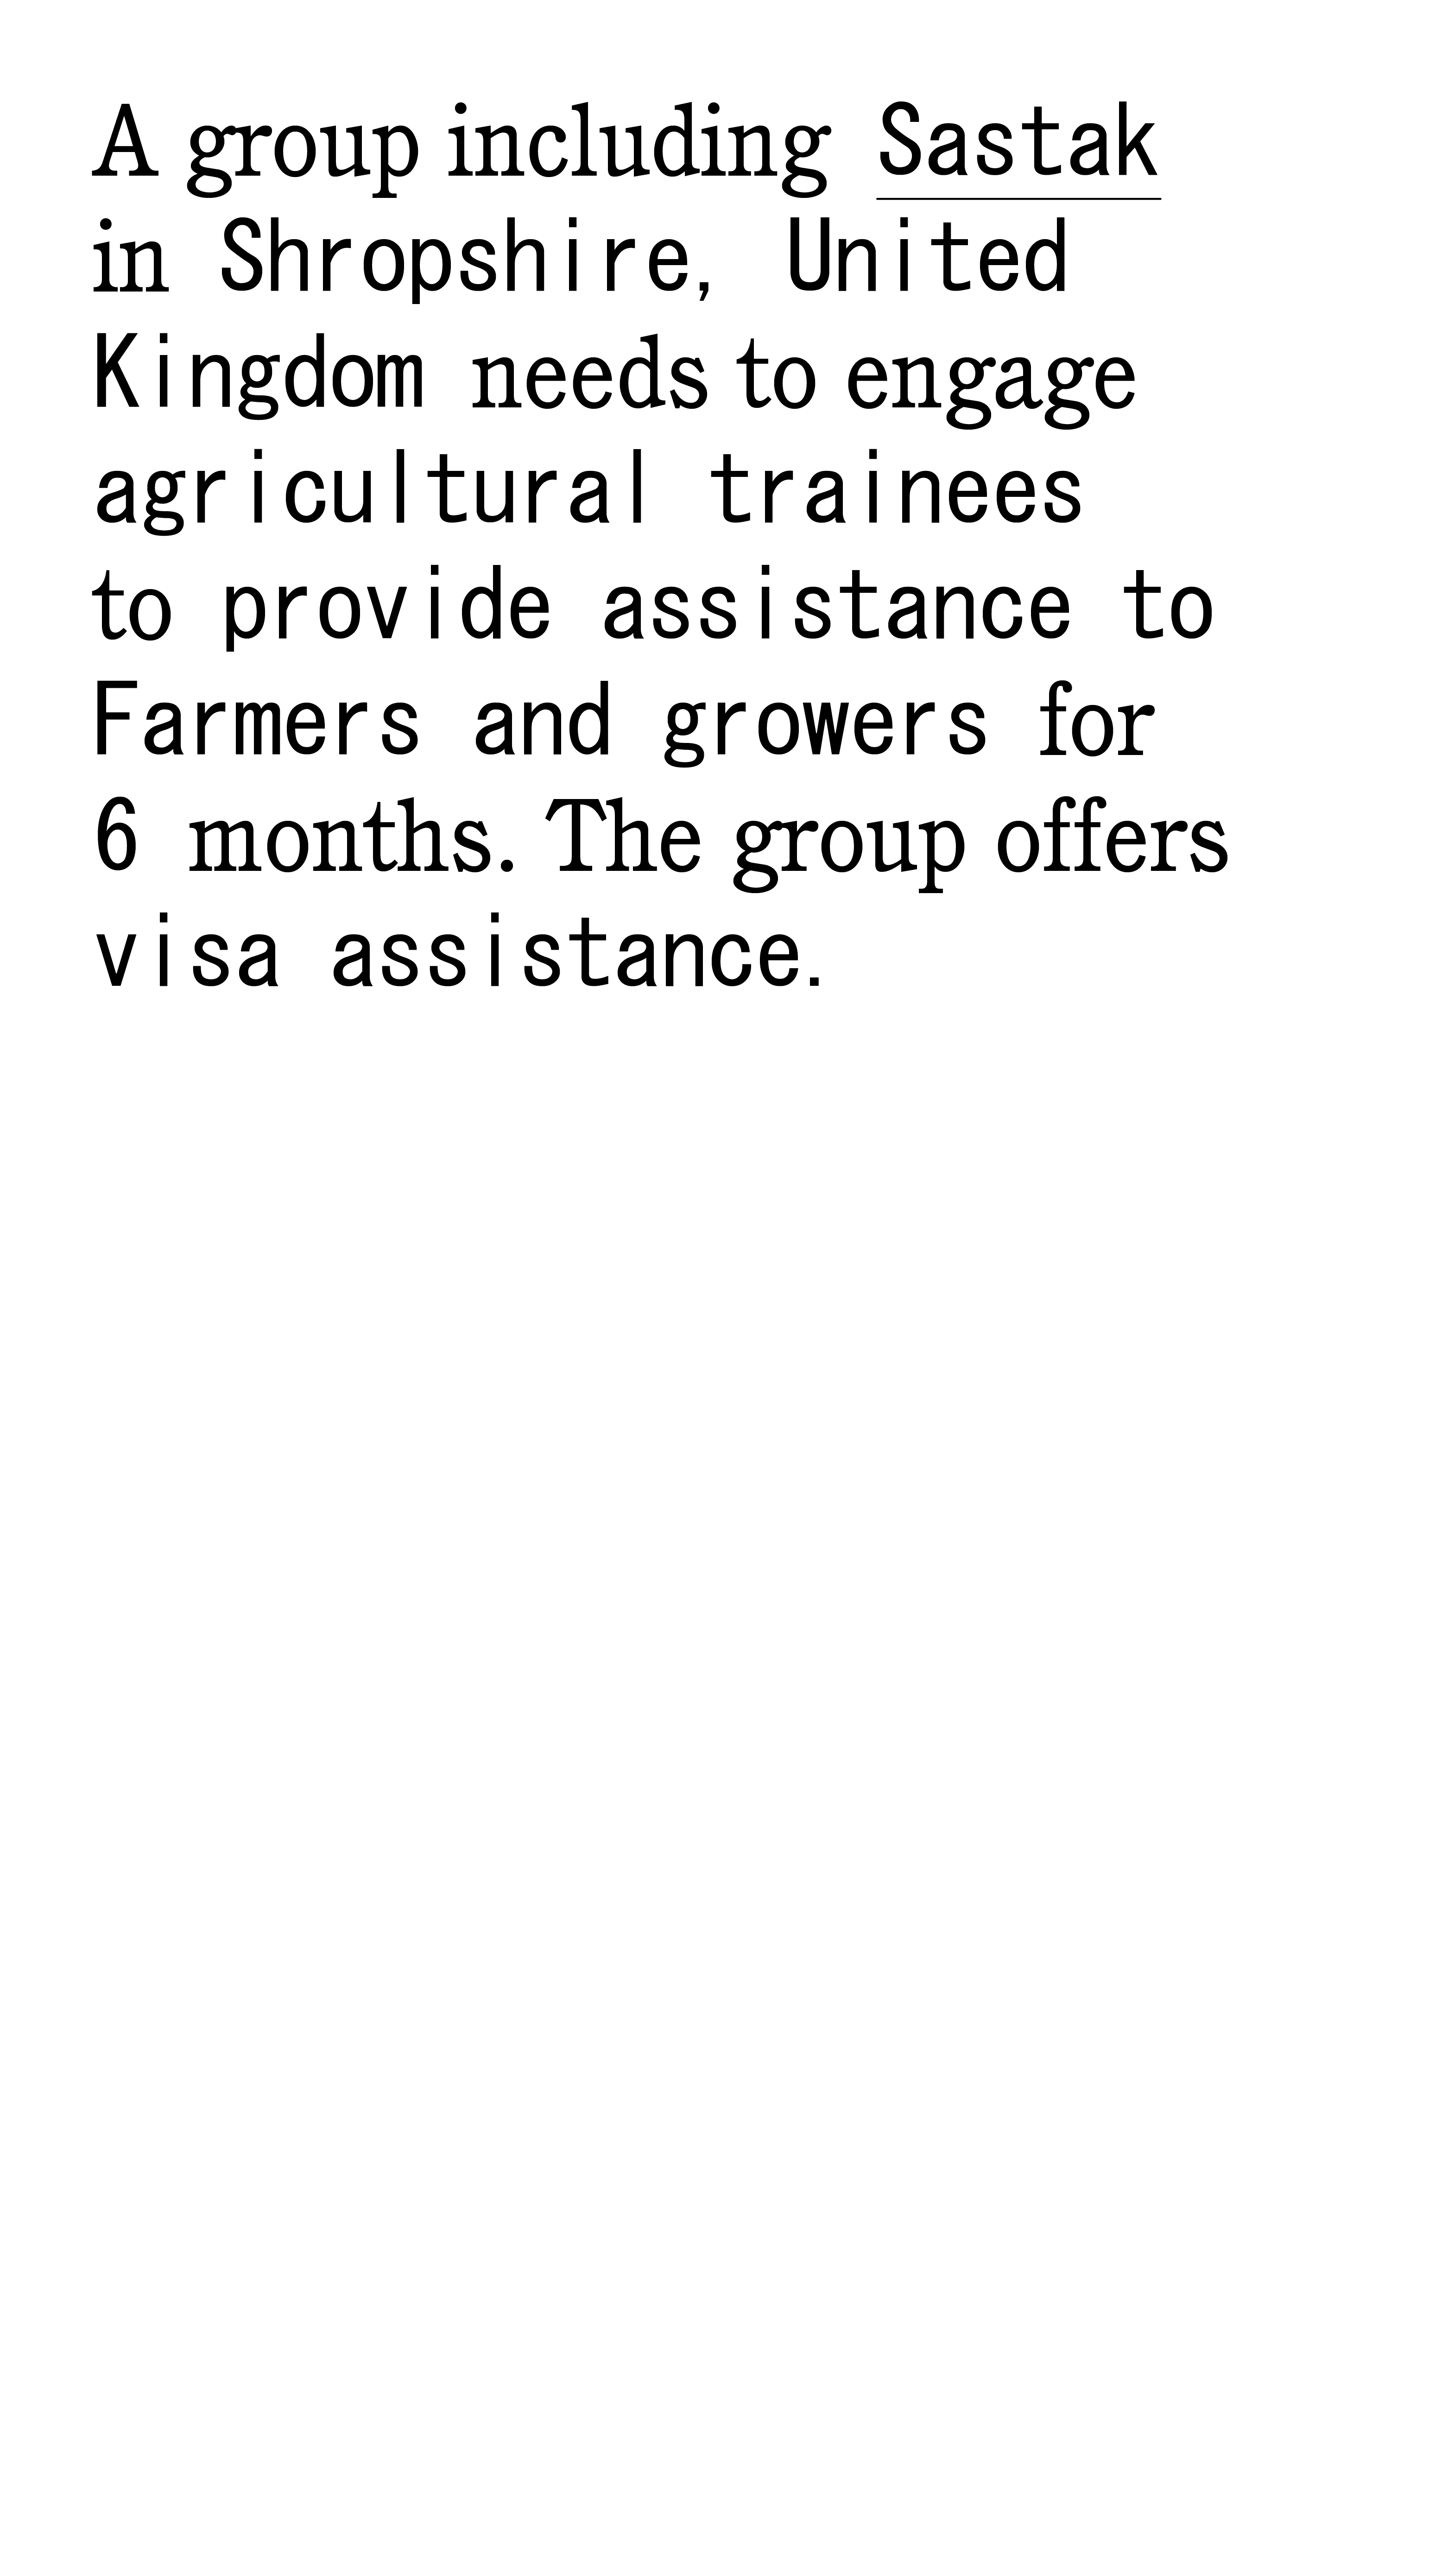 A group including Sastak
in Shropshire, United
Kingdom needs to engage
agricultural trainees
to provide assistance to
Farmers and growers for
6 months. The group offers
visa assistance.